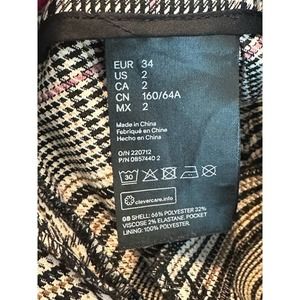 EUR 34
US 2
CA 2
CN 160/64A
MX 2
Made in China
Fabriqué en Chine
Hecho en China
O/N 220712
P/N 0857440 2
30
clevercare.info
GB SHELL: 66% POLYESTER 32%
VISCOSE 2% ELASTANE. POCKET
LINING: 100% POLYESTER